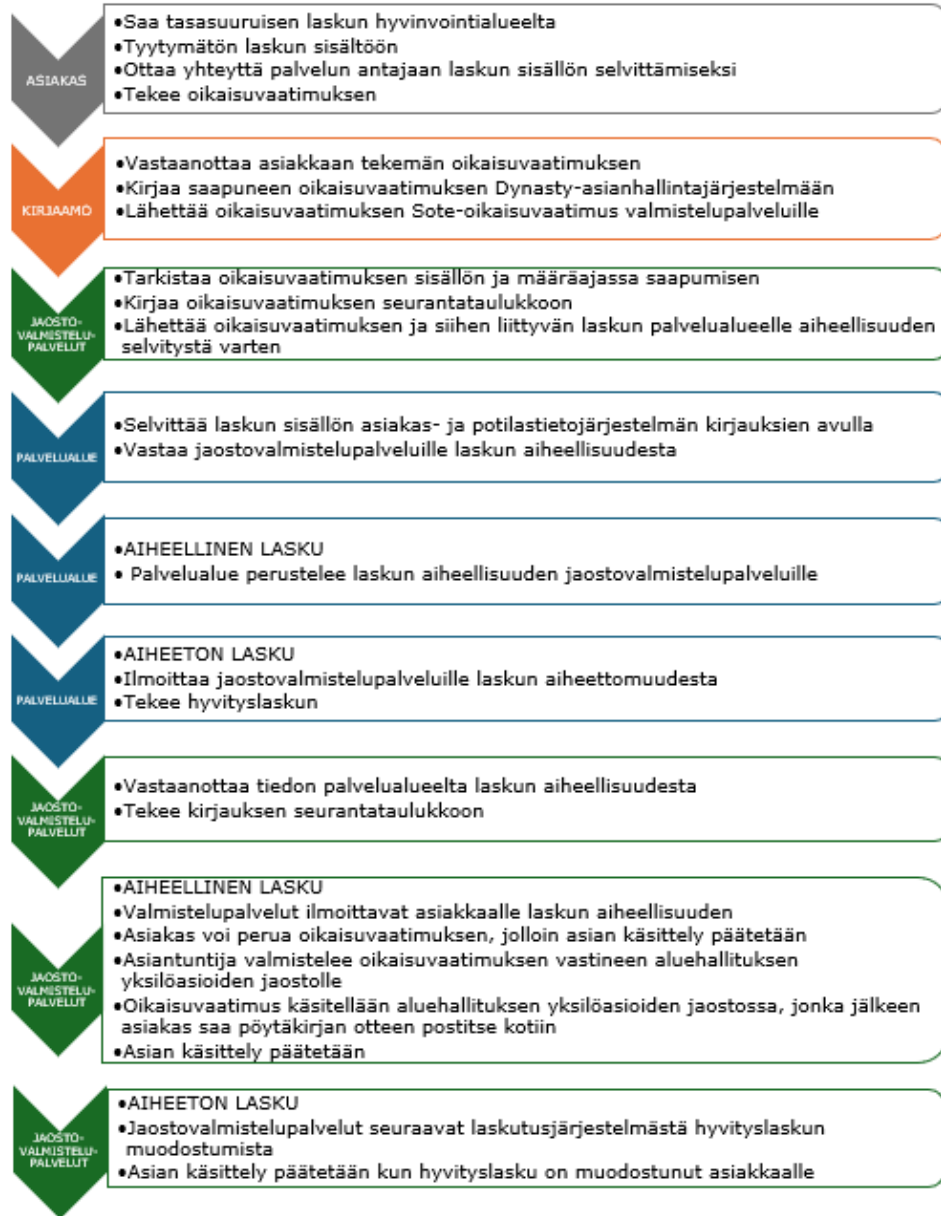 •Saa tasasuuruisen laskun hyvinvointialueelta
•Tyytymätön laskun sisältöön
•Ottaa yhteyttä palvelun antajaan laskun sisällön selvittämiseksi
•Tekee oikaisuvaatimuksen
ASIAKAS
•Vastaanottaa asiakkaan tekemän oikaisuvaatimuksen
•Kirjaa saapuneen oikaisuvaatimuksen Dynasty-asianhallintajärjestelmään
•Lähettää oikaisuvaatimuksen Sote-oikaisuvaatimus valmistelupalveluille
KIRJAAMO
•Tarkistaa oikaisuvaatimuksen sisällön ja määräajassa saapumisen
•Kirjaa oikaisuvaatimuksen seurantataulukkoon
•Lähettää oikaisuvaatimuksen ja siihen liittyvän laskun palvelualueelle aiheellisuuden
selvitystä varten
JAOSTO-
VALMISTELU-
PALVELUT
•Selvittää laskun sisällön asiakas- ja potilastietojärjestelmän kirjauksien avulla
•Vastaa jaostovalmistelupalveluille laskun aiheellisuudesta
PALVELUALUE
•AIHEELLINEN LASKU
• Palvelualue perustelee laskun aiheellisuuden jaostovalmistelupalveluille
PALVELUALUE
•AIHEETON LASKU
•Ilmoittaa jaostovalmistelupalveluille laskun aiheettomuudesta
•Tekee hyvityslaskun
PALVELUALUE
•Vastaanottaa tiedon palvelualueelta laskun aiheellisuudesta
•Tekee kirjauksen seurantataulukkoon
JAOSTO-
VALMISTELU-
PALVELUT
•AIHEELLINEN LASKU
•Valmistelupalvelut ilmoittavat asiakkaalle laskun aiheellisuuden
•Asiakas voi perua oikaisuvaatimuksen, jolloin asian käsittely päätetään
•Asiantuntija valmistelee oikaisuvaatimuksen vastineen aluehallituksen
yksilöasioiden jaostolle
•Oikaisuvaatimus käsitellään aluehallituksen yksilöasioiden jaostossa, jonka jälkeen
asiakas saa pöytäkirjan otteen postitse kotiin
•Asian käsittely päätetään
JAOSTO-
VALMISTELU-
PALVELUT
•AIHEETON LASKU
•Jaostovalmistelupalvelut seuraavat laskutusjärjestelmästä hyvityslaskun
muodostumista
•Asian käsittely päätetään kun hyvityslasku on muodostunut asiakkaalle
JAOSTO-
VALMISTELU-
PALVELUT